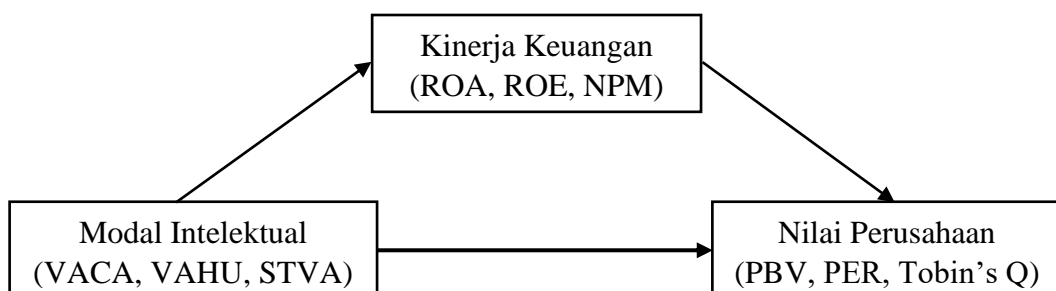 Kinerja Keuangan
(ROA, ROE, NPM)
Modal Intelektual
(VACA, VAHU, STVA)
Nilai Perusahaan
(PBV, PER, Tobin’s Q)